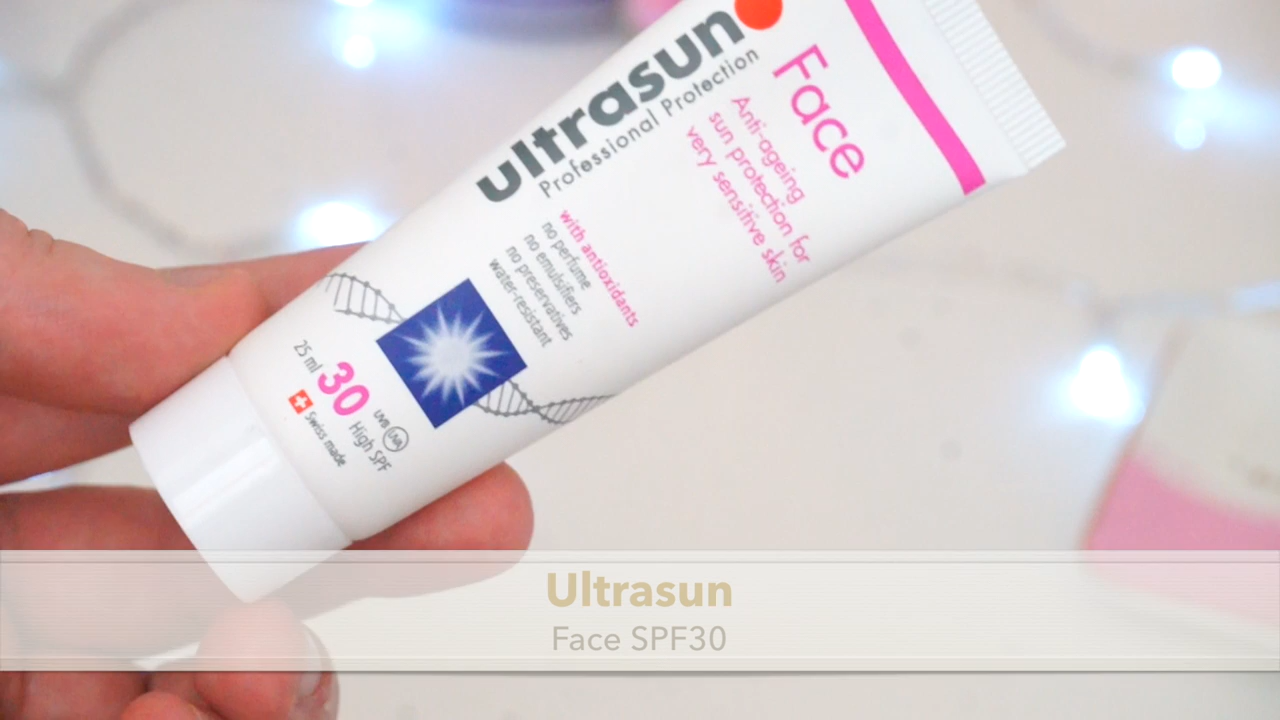 ultrasun
Professional Protection
Face
Anti-ageing
sun protection for
very sensitive skin
with antioxidants
no perfume
no emulsifiers
no preservatives
water-resistant
25 ml
30
High SPF
UVB UVA
Swiss made
Ultrasun
Face SPF30